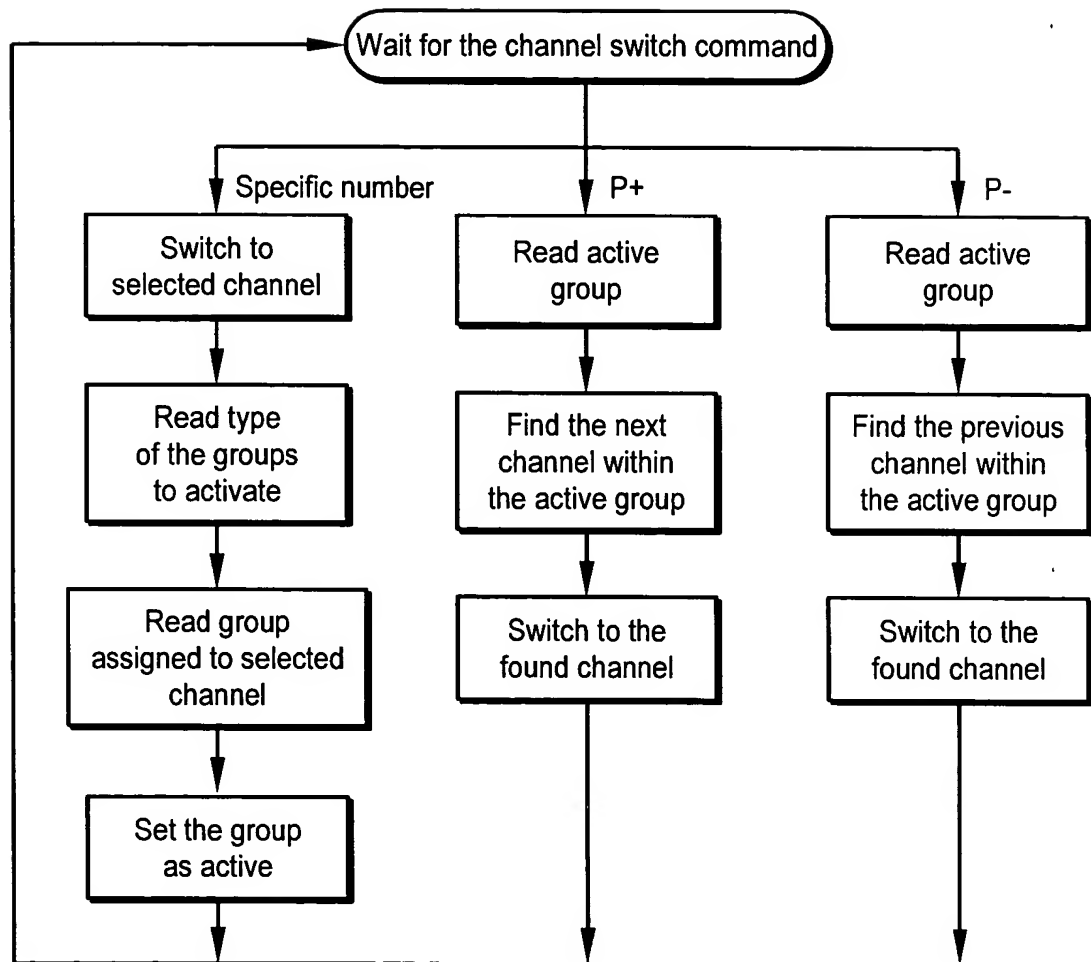 Wait for the channel switch command
Specific number
P+
P-
Switch to
selected channel
Read active
group
Read active
group
Read type
of the groups
to activate
Find the next
channel within
the active group
Find the previous
channel within
the active group
Read group
assigned to selected
channel
Switch to the
found channel
Switch to the
found channel
Set the group
as active